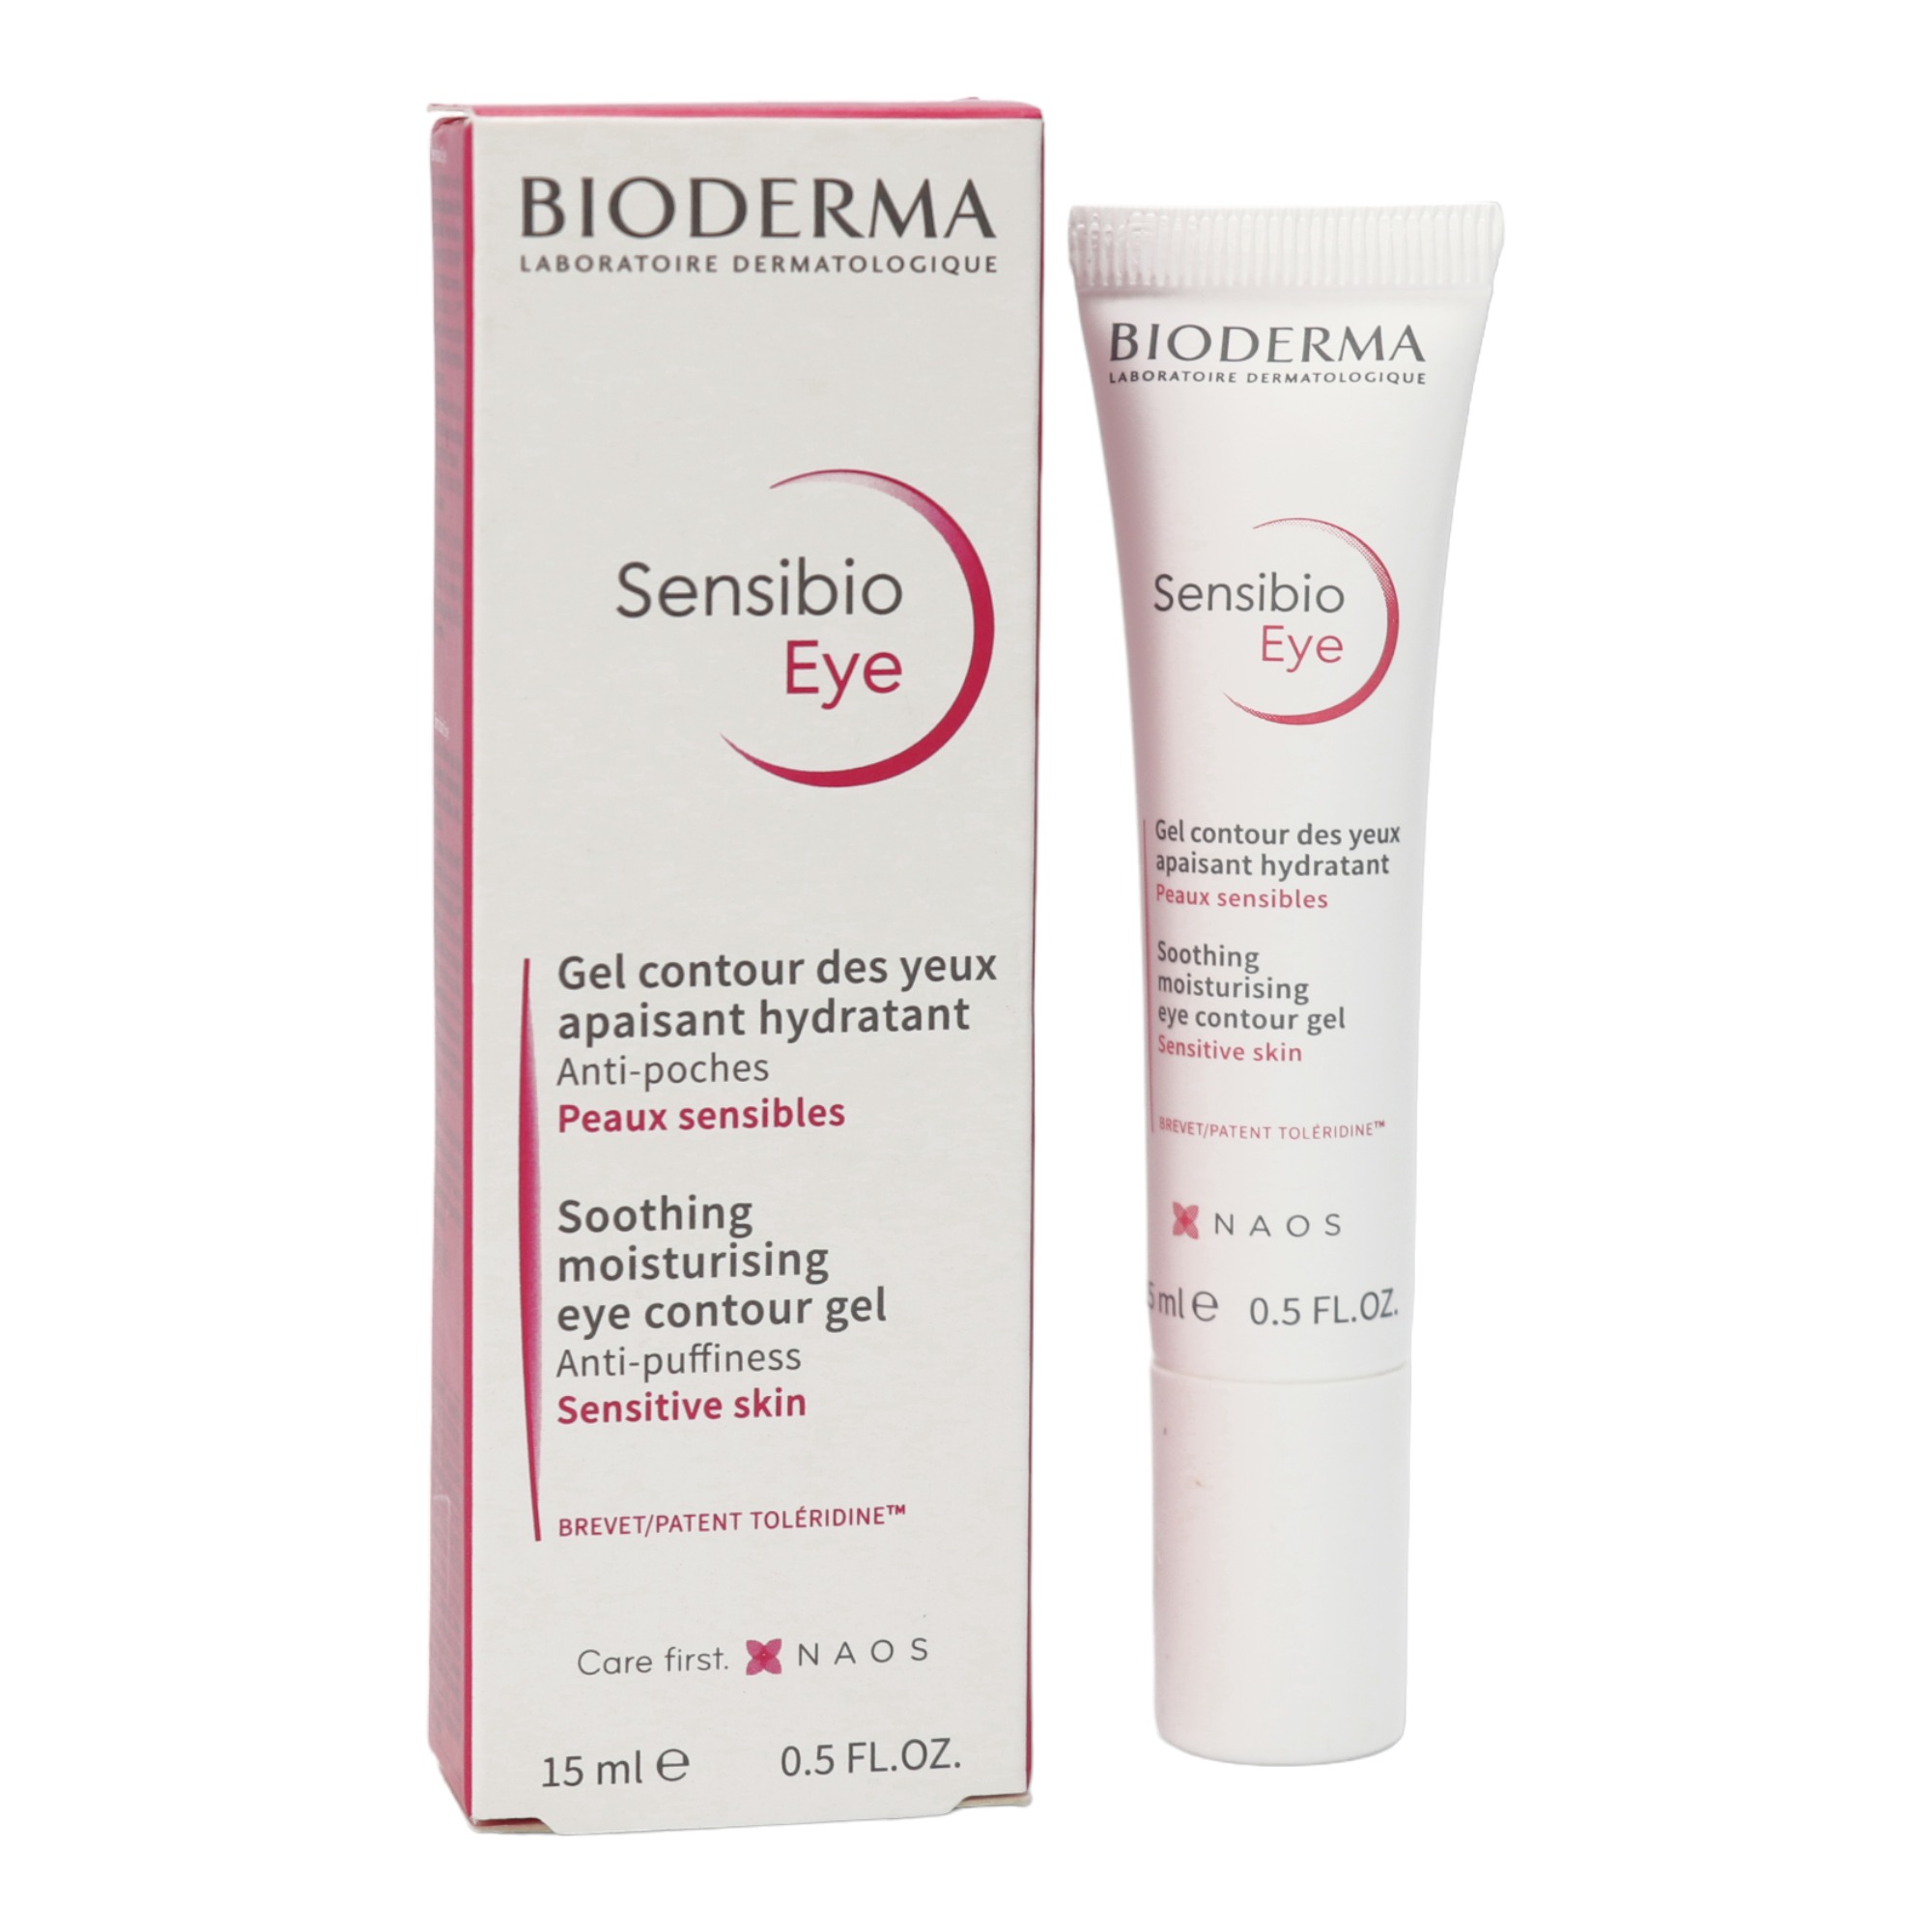 BIODERMA
LABORATOIRE DERMATOLOGIQUE
Sensibio
Eye
Gel contour des yeux
apaisant hydratant
Anti-poches
Peaux sensibles
Soothing
moisturising
eye contour gel
Anti-puffiness
Sensitive skin
BREVET/PATENT TOLÉRIDINE™
Care first. NAOS
15 ml ℮ 0.5 FL.OZ.
BIODERMA
LABORATOIRE DERMATOLOGIQUE
Sensibio
Eye
Gel contour des yeux
apaisant hydratant
Peaux sensibles
Soothing
moisturising
eye contour gel
Sensitive skin
BREVET/PATENT TOLÉRIDINE™
NAOS
5 ml ℮ 0.5 FL.OZ.